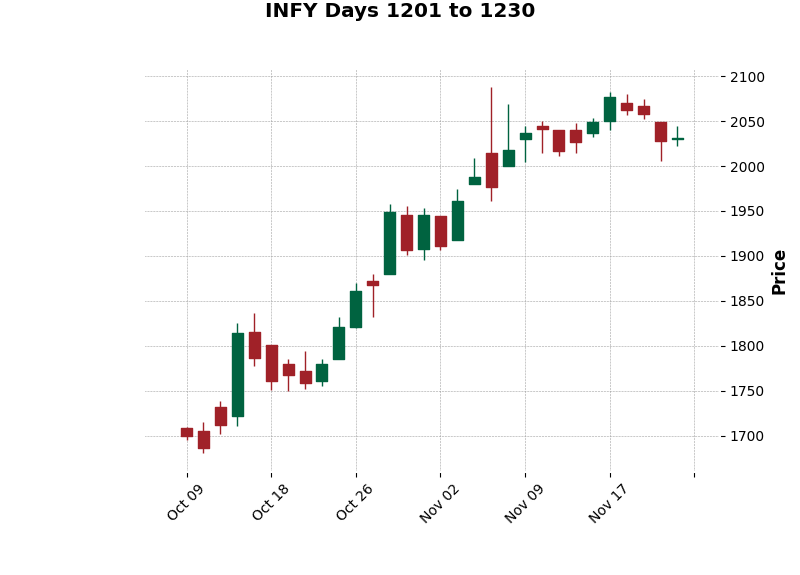 INFY Days 1201 to 1230
2100
2050
2000
1950
1900
1850
1800
1750
1700
Price
Oct 09
Oct 18
Oct 26
Nov 02
Nov 09
Nov 17